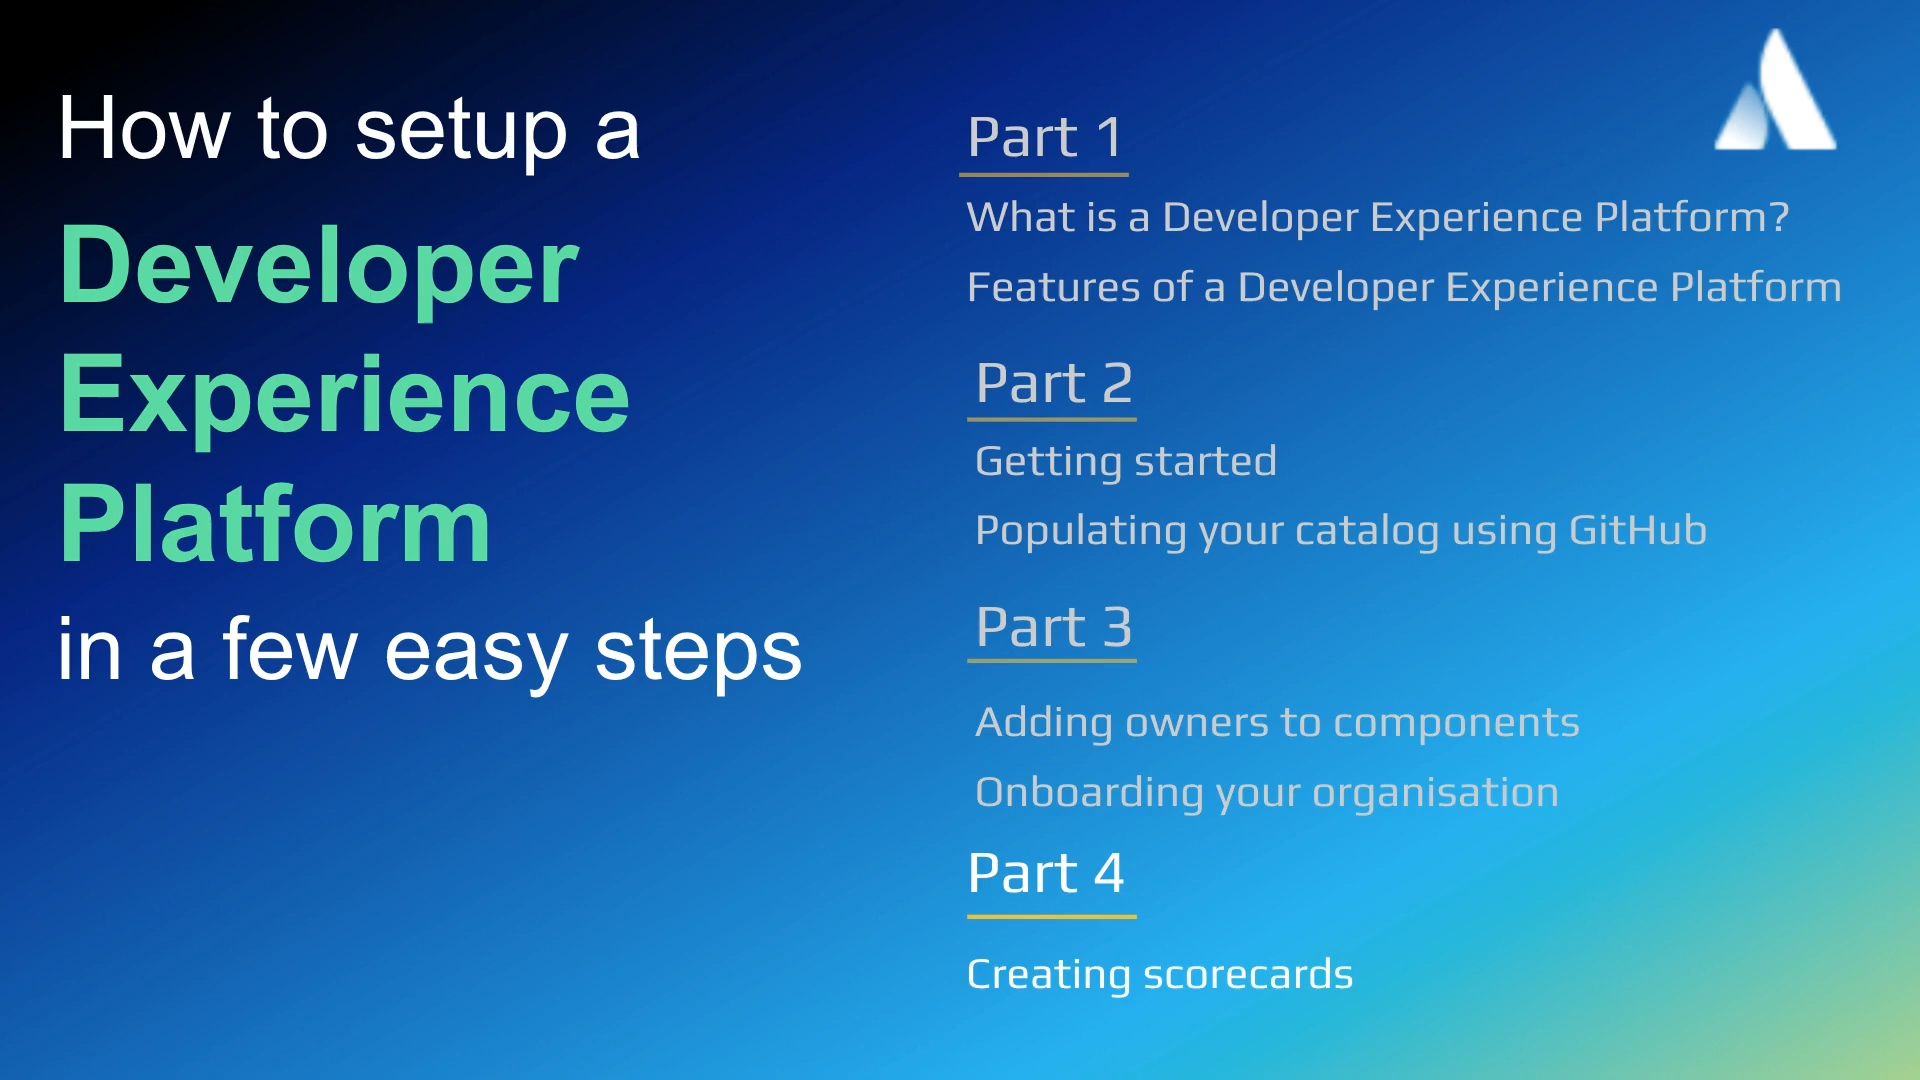 How to setup a
Developer
Experience
Platform
in a few easy steps
Part 1
What is a Developer Experience Platform?
Features of a Developer Experience Platform
Part 2
Getting started
Populating your catalog using GitHub
Part 3
Adding owners to components
Onboarding your organisation
Part 4
Creating scorecards